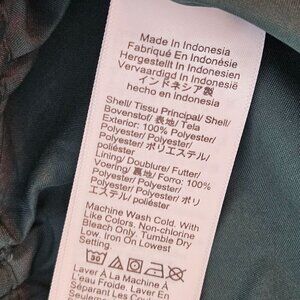 Made In Indonesia
Fabriqué En Indonésie
Hergestellt In Indonesien
Vervaardigd In Indonesië
インドネシア製
hecho en Indonesia
Shell/ Tissu Principal/ Shell/
Bovenstof/ 表地/ Tela
Exterior: 100% Polyester/
Polyester/ Polyester/
Polyester/ ポリエステル/
poliéster
Lining/ Doublure/ Futter/
Voering/ 裏地/ Forro: 100%
Polyester/ Polyester/
Polyester/ Polyester/ ポリ
エステル/ poliéster
Machine Wash Cold. With
Like Colors. Non-chlorine
Bleach Only. Tumble Dry
Low. Iron On Lowest
Setting.
30
Laver À La Machine À
L'eau Froide. Laver En
Séparant Les Couleurs
Seulement